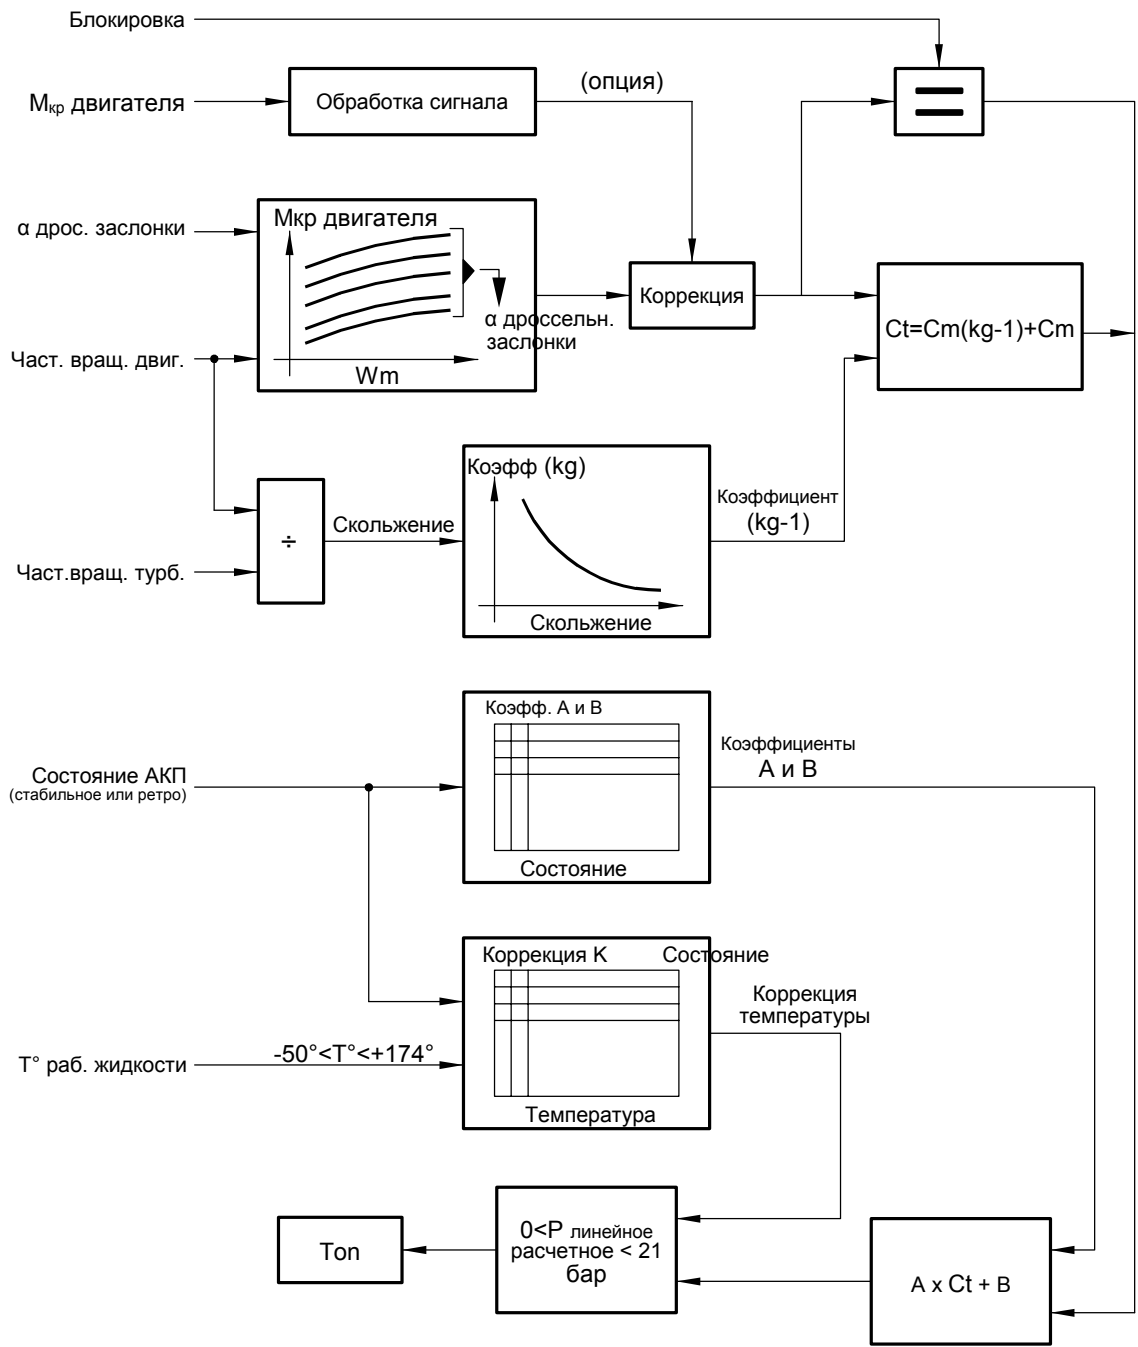 Блокировка
Мкр двигателя
Обработка сигнала
(опция)
α дрос. заслонки
Мкр двигателя
α дроссельн.
заслонки
Wm
Коррекция
Ct=Cm(kg-1)+Cm
Част. вращ. двиг.
Коэфф (kg)
Скольжение
÷
Скольжение
Коэффициент
(kg-1)
Част.вращ. турб.
Коэфф. А и В
Состояние
Коэффициенты
А и В
Состояние АКП
(стабильное или ретро)
Коррекция К
Состояние
Температура
Коррекция
температуры
Т° раб. жидкости
-50°<T°<+174°
0<P линейное
расчетное < 21
бар
Ton
A x Ct + B